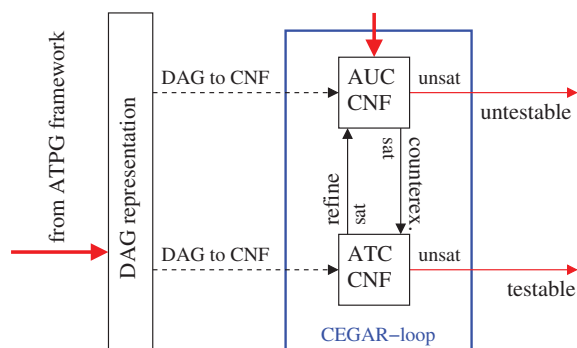 from ATPG framework
DAG representation
DAG to CNF
AUC
CNF
unsat
untestable
refine
sat
sat
counterex.
DAG to CNF
ATC
CNF
unsat
testable
CEGAR–loop